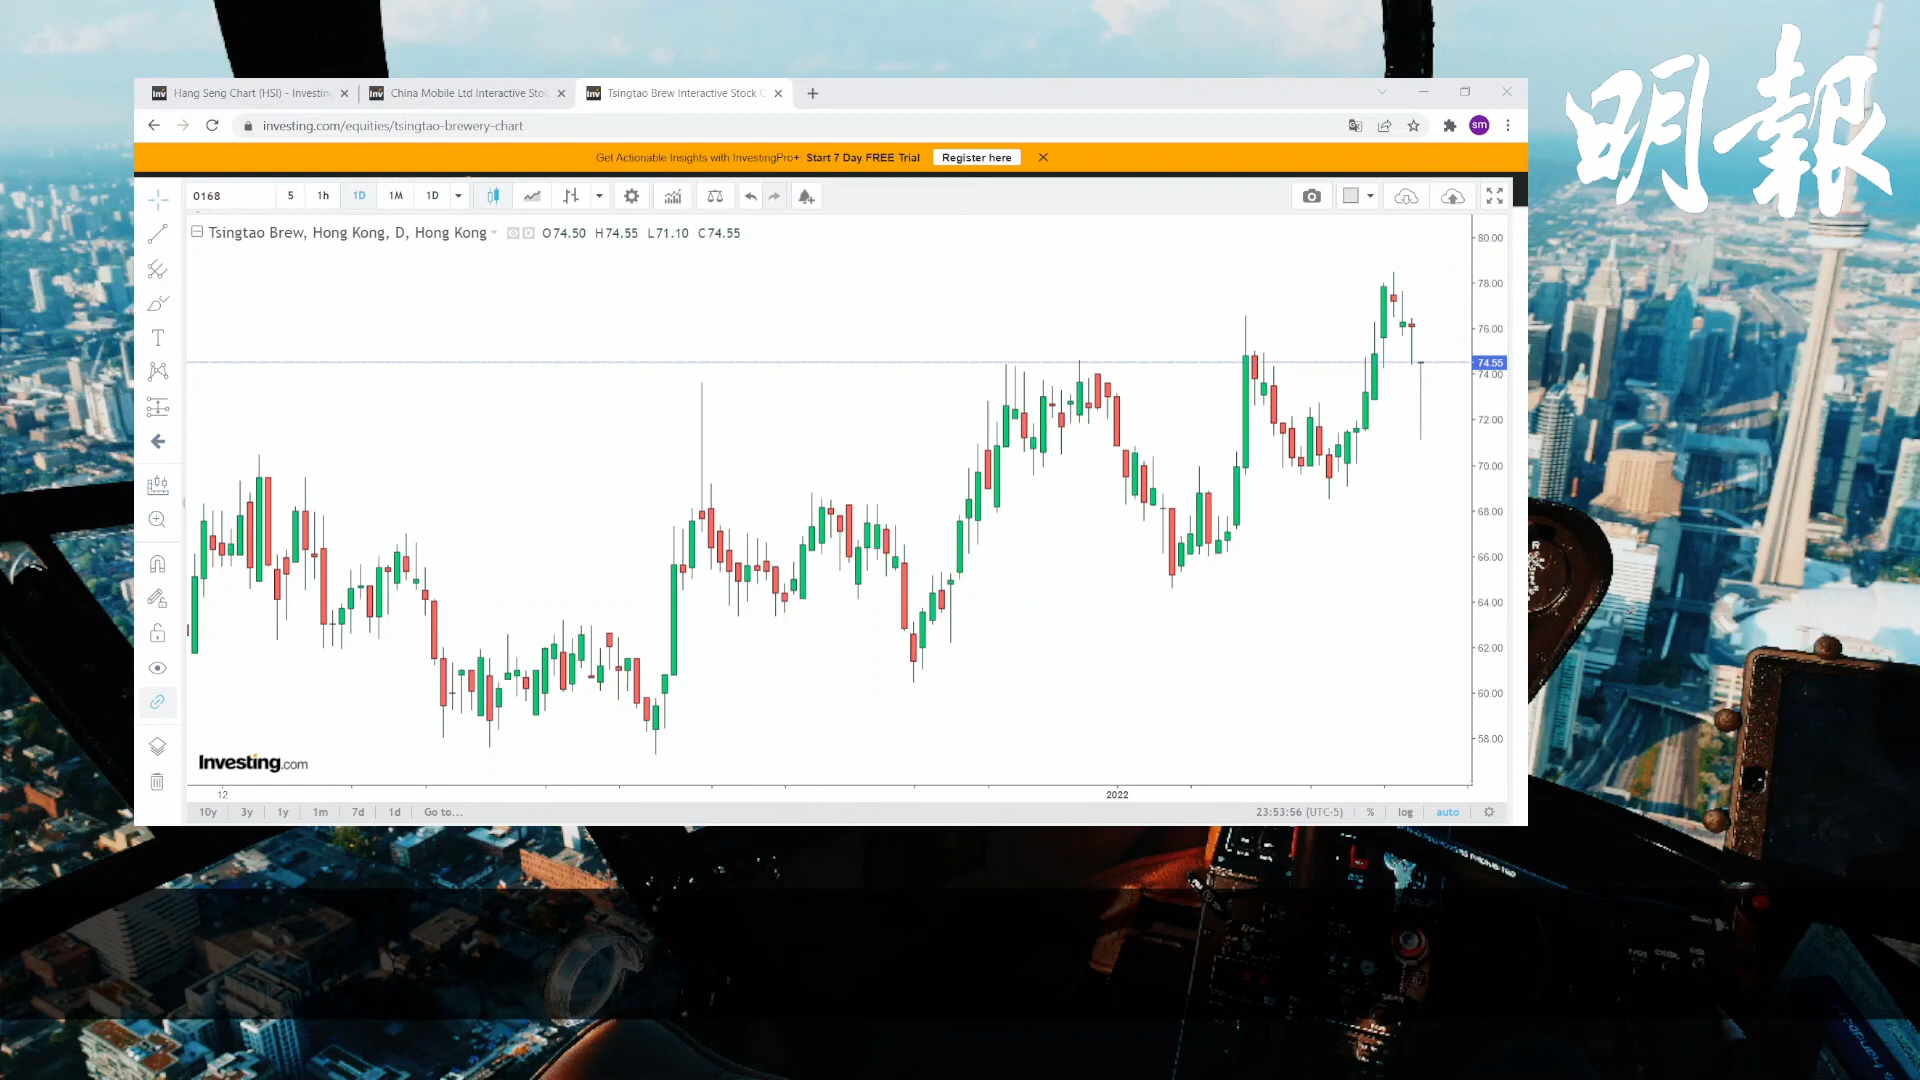 明報
Hang Seng Chart (HSI) - Investin
China Mobile Ltd Interactive Stoc
Tsingtao Brew Interactive Stock C
investing.com/equities/tsingtao-brewery-chart
sm
Get Actionable Insights with InvestingPro+ Start 7 Day FREE Trial Register here
0168 5 1h 1D 1M 1D
Tsingtao Brew, Hong Kong, D, Hong Kong O74.50 H74.55 L71.10 C74.55
80.00
78.00
76.00
74.55
74.00
72.00
70.00
68.00
66.00
64.00
62.00
60.00
58.00
Investing.com
12 2022
10y 3y 1y 1m 7d 1d Go to... 23:53:56 (UTC-5) % log auto